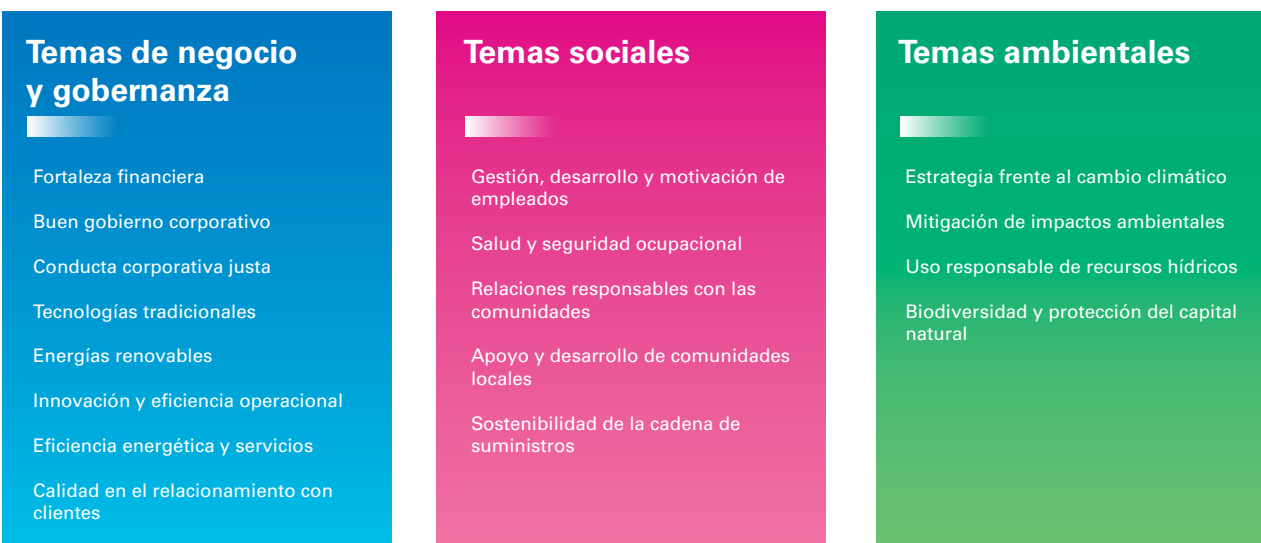 Temas de negocio
y gobernanza
Fortaleza financiera
Buen gobierno corporativo
Conducta corporativa justa
Tecnologías tradicionales
Energías renovables
Innovación y eficiencia operacional
Eficiencia energética y servicios
Calidad en el relacionamiento con
clientes
Temas sociales
Gestión, desarrollo y motivación de
empleados
Salud y seguridad ocupacional
Relaciones responsables con las
comunidades
Apoyo y desarrollo de comunidades
locales
Sostenibilidad de la cadena de
suministros
Temas ambientales
Estrategia frente al cambio climático
Mitigación de impactos ambientales
Uso responsable de recursos hídricos
Biodiversidad y protección del capital
natural